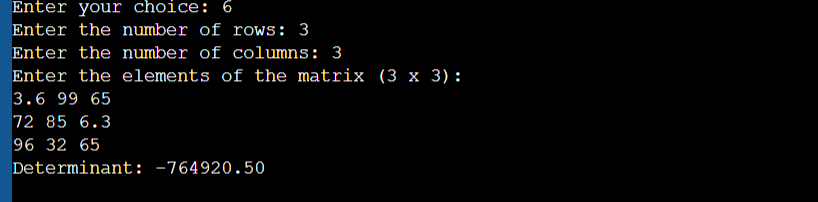 Enter your choice: 6
Enter the number of rows: 3
Enter the number of columns: 3
Enter the elements of the matrix (3 x 3):
3.6 99 65
72 85 6.3
96 32 65
Determinant: -764920.50